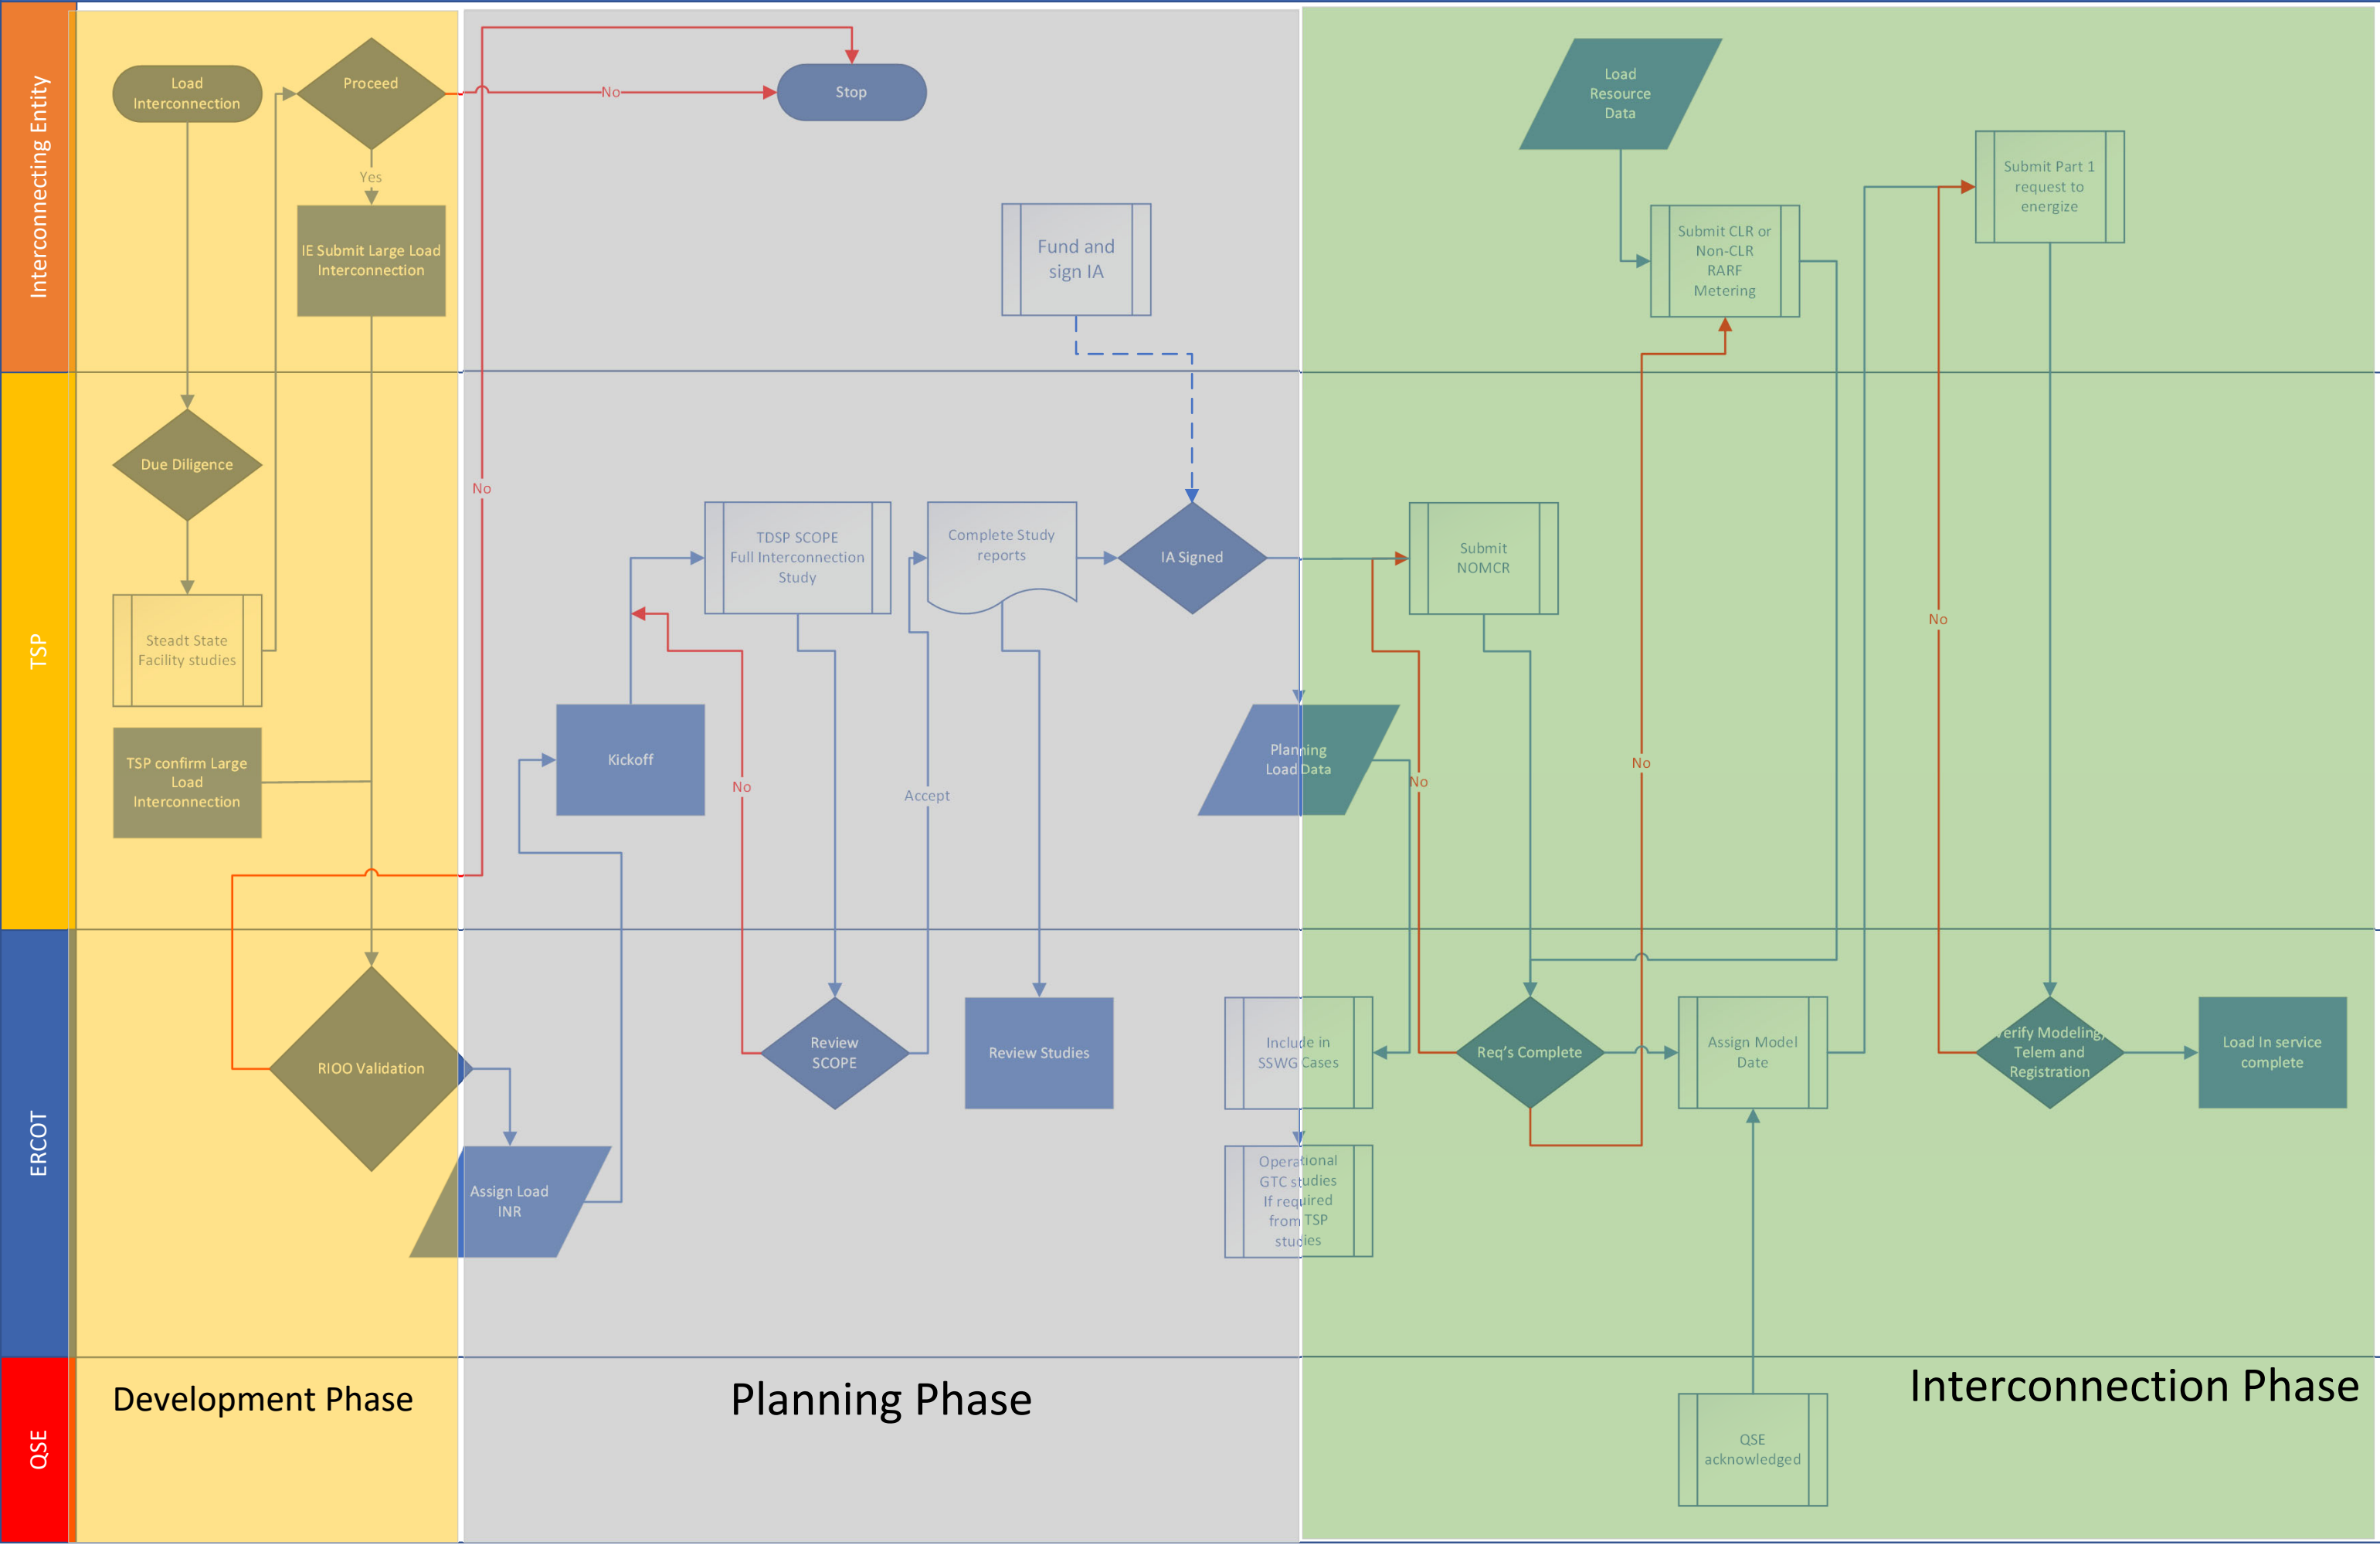 Interconnecting Entity
Load
Interconnection
Proceed
Yes
IE Submit Large Load
Interconnection
No
Stop
Fund and
sign IA
Load
Resource
Data
Submit CLR or
Non-CLR
RARF
Metering
Submit Part 1
request to
energize
TSP
Due Diligence
Steadt State
Facility studies
TSP confirm Large
Load
Interconnection
No
Kickoff
TDSP SCOPE
Full Interconnection
Study
No
Complete Study
reports
Accept
IA Signed
Planning
Load Data
No
Submit
NOMCR
No
No
ERCOT
RIOO Validation
Assign Load
INR
Review
SCOPE
Review Studies
Include in
SSWG Cases
Operational
GTC studies
If required
from TSP
studies
Req's Complete
Assign Model
Date
Verify Modeling,
Telem and
Registration
Load In service
complete
QSE
Development Phase
Planning Phase
Interconnection Phase
QSE
acknowledged